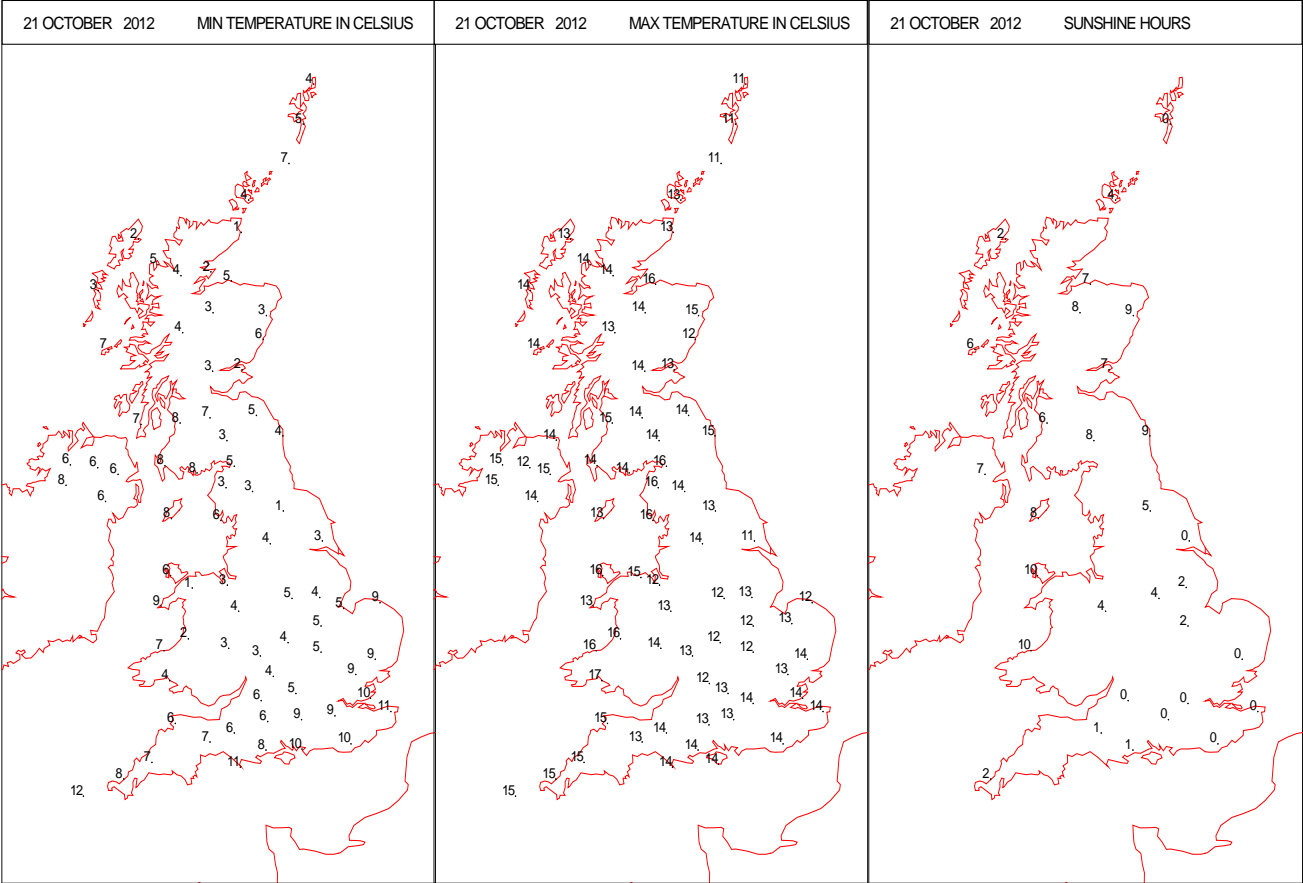 21 OCTOBER 2012 MIN TEMPERATURE IN CELSIUS
4.
5.
7.
4.
1.
2.
5.
4. 2. 5.
3.
3. 3.
4. 6.
7.
3. 2.
7. 8. 7. 5.
3. 4.
6. 6. 6. 8. 8. 5.
8. 3. 3.
6.
8. 6. 1.
4. 3.
6. 1. 3.
9. 5. 4. 5. 9.
4.
2. 5.
7. 3. 4. 5.
3. 9.
4. 4. 9.
6. 5. 10.
11.
6. 6. 9. 9.
6.
7. 8. 10. 10.
7. 11.
8.
12.
21 OCTOBER 2012 MAX TEMPERATURE IN CELSIUS
11.
11.
11.
13.
13.
13.
14. 14. 16.
14.
14. 15.
13. 12.
14.
14. 13.
15. 14. 14.
14. 14. 15.
15. 12. 15. 14. 14. 16.
15. 16. 14.
14.
13. 16. 13.
14. 11.
16. 15. 12.
13. 12. 13. 12.
13.
12. 13.
16. 16. 14. 12. 12.
13. 14.
17. 12. 13.
13. 14. 14.
14.
15. 13. 13.
14.
13. 14. 14.
15. 14. 14.
15.
15.
21 OCTOBER 2012 SUNSHINE HOURS
0.
4.
2.
7.
8. 9.
6.
7.
6.
8. 9.
7.
8. 5.
0.
10.
2.
4. 4.
2.
10. 0.
0. 0.
0.
1. 0.
1. 0.
2.